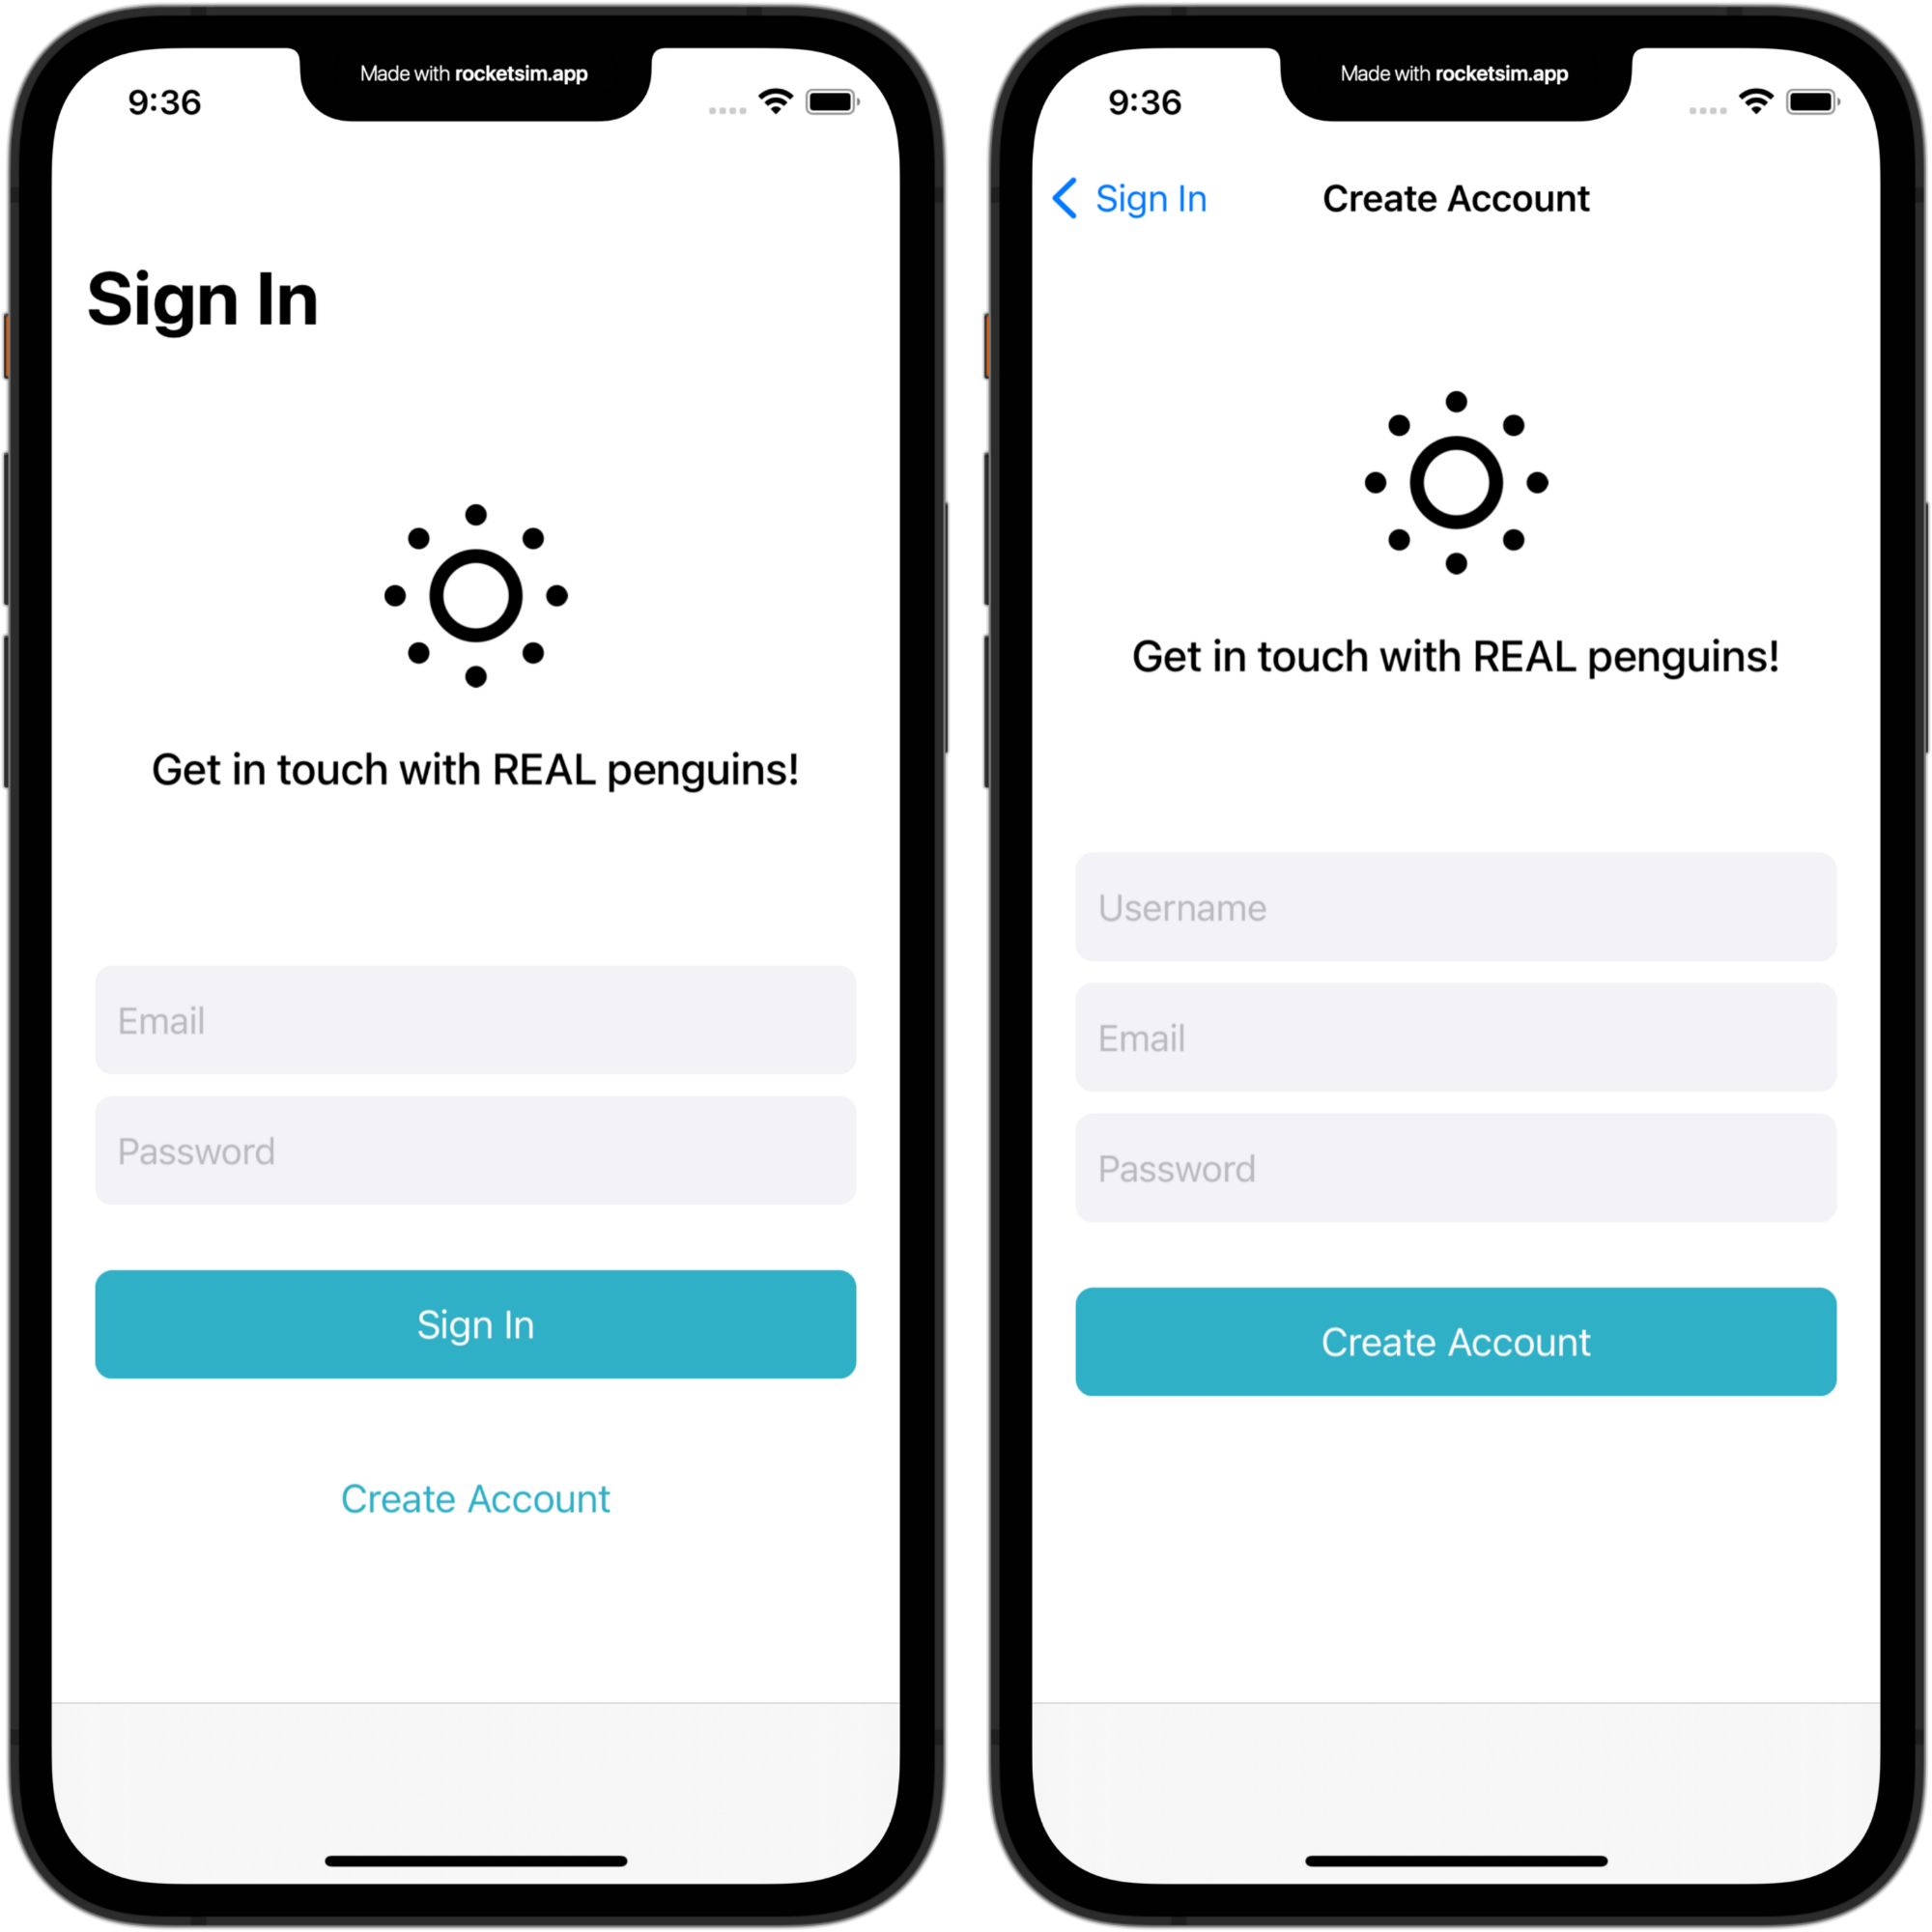 Made with rocketsim.app
9:36
Sign In
Get in touch with REAL penguins!
Email
Password
Sign In
Create Account
Made with rocketsim.app
9:36
Sign In
Create Account
Get in touch with REAL penguins!
Username
Email
Password
Create Account